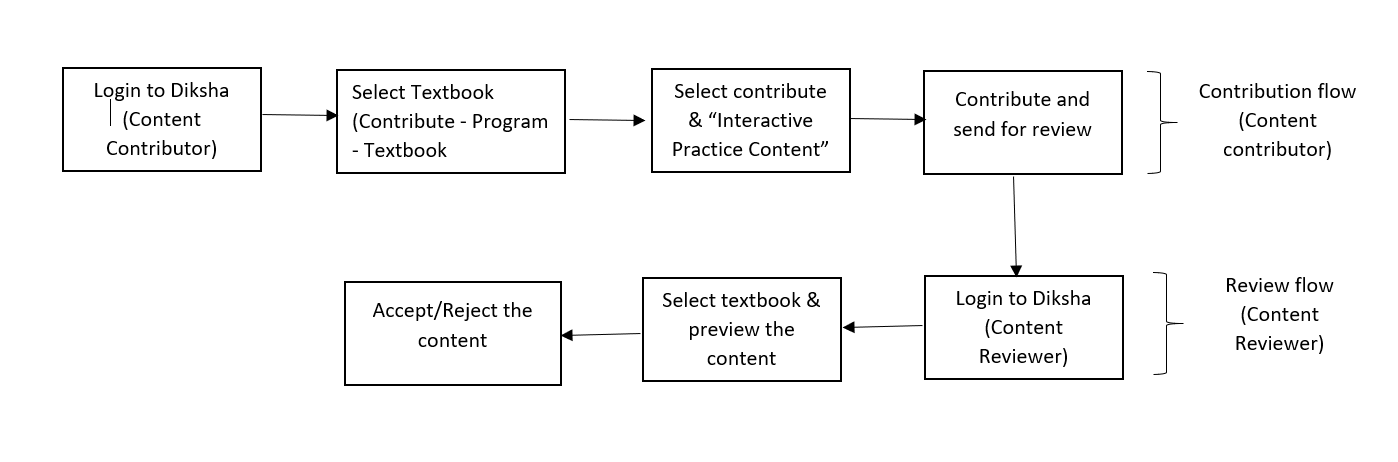 Login to Diksha
(Content
Contributor)
Select Textbook
(Contribute - Program
- Textbook
Select contribute
& “Interactive
Practice Content”
Contribute and
send for review
Contribution flow
(Content
contributor)
Accept/Reject the
content
Select textbook &
preview the
content
Login to Diksha
(Content
Reviewer)
Review flow
(Content
Reviewer)